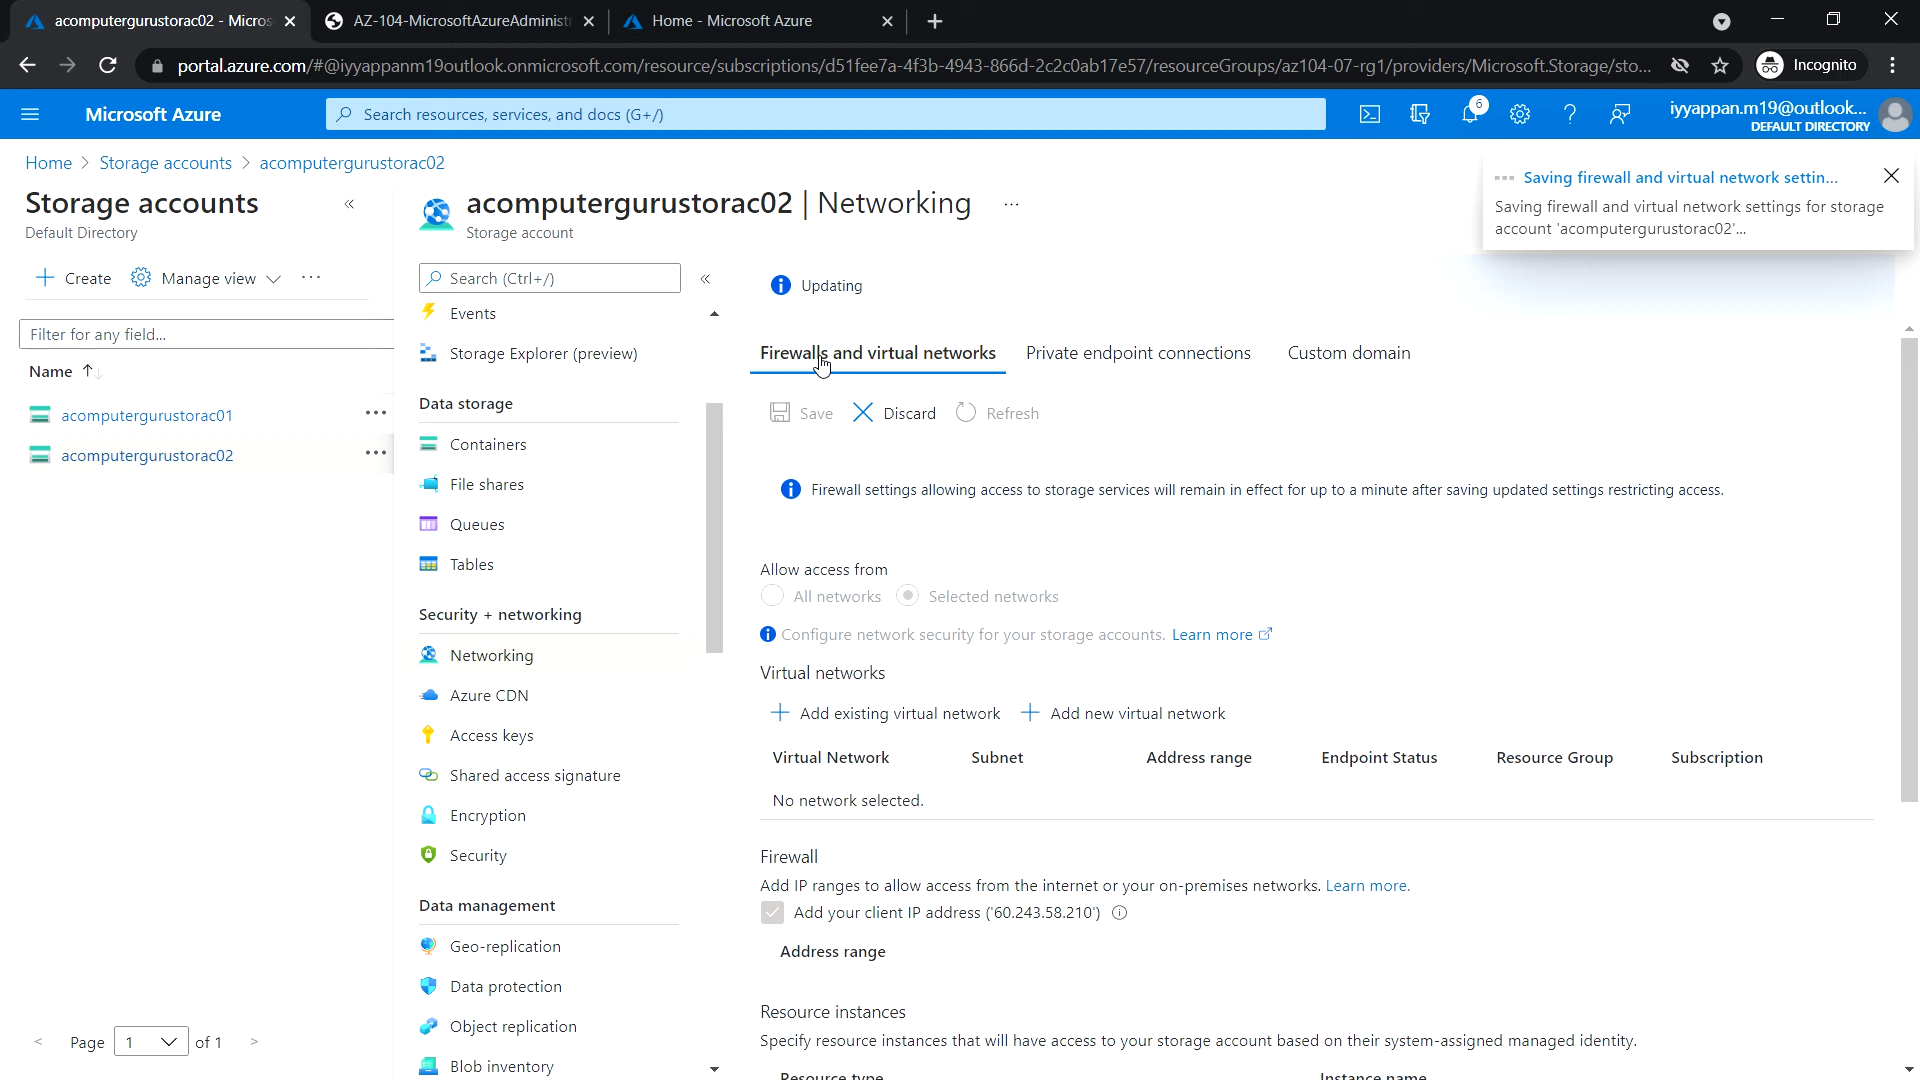 acomputergurustorac02 - Micros
AZ-104-MicrosoftAzureAdminist
Home - Microsoft Azure
portal.azure.com/#@iyyappanm19outlook.onmicrosoft.com/resource/subscriptions/d51fee7a-4f3b-4943-866d-2c2c0ab17e57/resourceGroups/az104-07-rg1/providers/Microsoft.Storage/sto...
Incognito
Microsoft Azure
Search resources, services, and docs (G+/)
6
iyyappan.m19@outlook...
DEFAULT DIRECTORY
Home > Storage accounts > acomputergurustorac02
Saving firewall and virtual network settin...
Saving firewall and virtual network settings for storage
account 'acomputergurustorac02'...
Storage accounts
Default Directory
Create
Manage view
Filter for any field...
Name
acomputergurustorac01
acomputergurustorac02
Page 1 of 1
acomputergurustorac02 | Networking
Storage account
Search (Ctrl+/)
Events
Storage Explorer (preview)
Data storage
Containers
File shares
Queues
Tables
Security + networking
Networking
Azure CDN
Access keys
Shared access signature
Encryption
Security
Data management
Geo-replication
Data protection
Object replication
Blob inventory
Updating
Firewalls and virtual networks
Private endpoint connections
Custom domain
Save
Discard
Refresh
Firewall settings allowing access to storage services will remain in effect for up to a minute after saving updated settings restricting access.
Allow access from
All networks
Selected networks
Configure network security for your storage accounts. Learn more
Virtual networks
Add existing virtual network
Add new virtual network
Virtual Network Subnet Address range Endpoint Status Resource Group Subscription
No network selected.
Firewall
Add IP ranges to allow access from the internet or your on-premises networks. Learn more.
Add your client IP address ('60.243.58.210')
Address range
Resource instances
Specify resource instances that will have access to your storage account based on their system-assigned managed identity.
Resource type Instance name